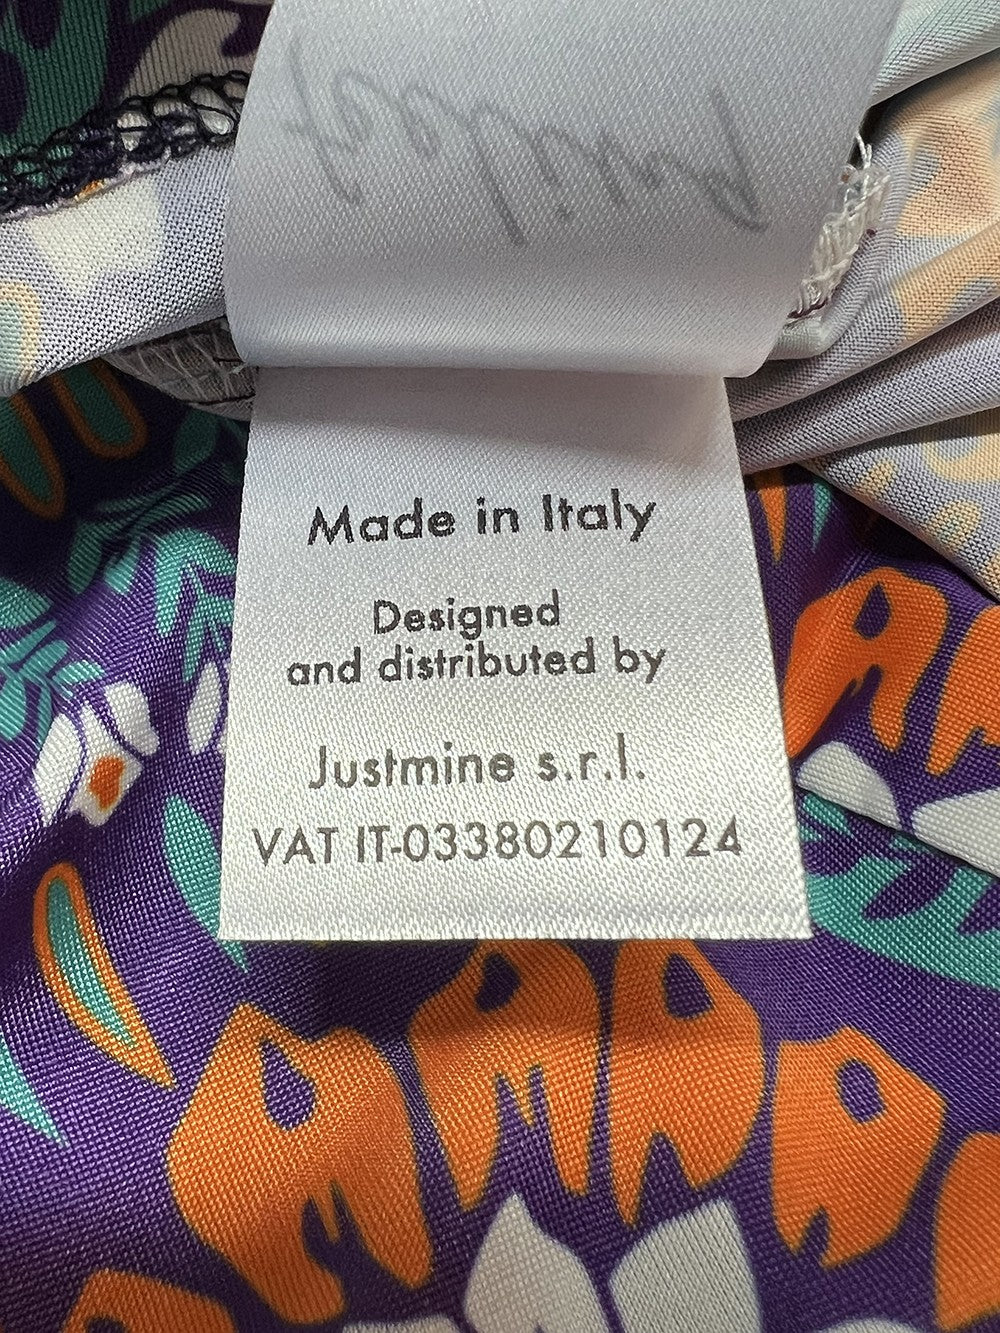 Made in Italy
Designed
and distributed by
Justmine s.r.l.
VAT IT-03380210124